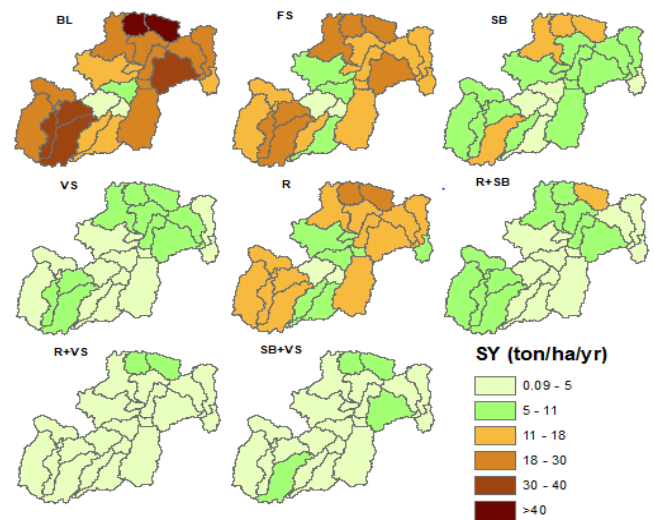 BL
FS
SB
VS
R
R+SB
R+VS
SB+VS
SY (ton/ha/yr)
0.09 - 5
5 - 11
11 - 18
18 - 30
30 - 40
>40